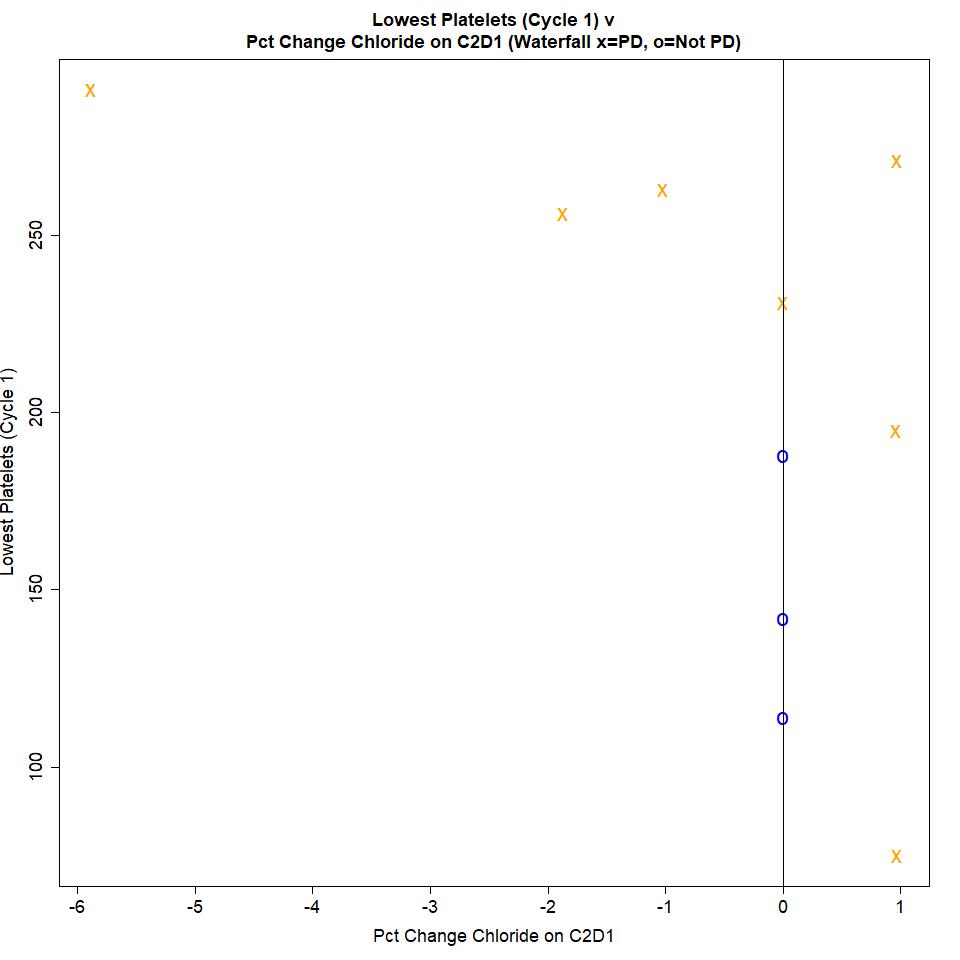 Lowest Platelets (Cycle 1) v
Pct Change Chloride on C2D1 (Waterfall x=PD, o=Not PD)
Lowest Platelets (Cycle 1)
250
200
150
100
X
X
X
X
X
X
O
O
O
X
-6 -5 -4 -3 -2 -1 0 1
Pct Change Chloride on C2D1